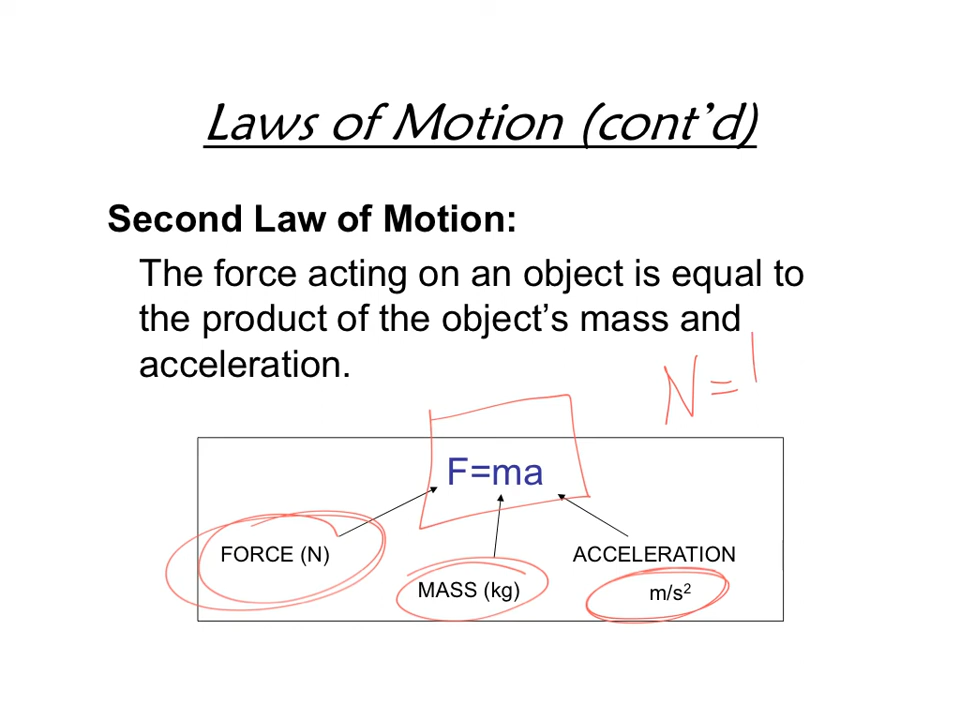 Laws of Motion (cont’d)
Second Law of Motion:
The force acting on an object is equal to
the product of the object’s mass and
acceleration.
N=1
F=ma
FORCE (N)
ACCELERATION
MASS (kg)
m/s²